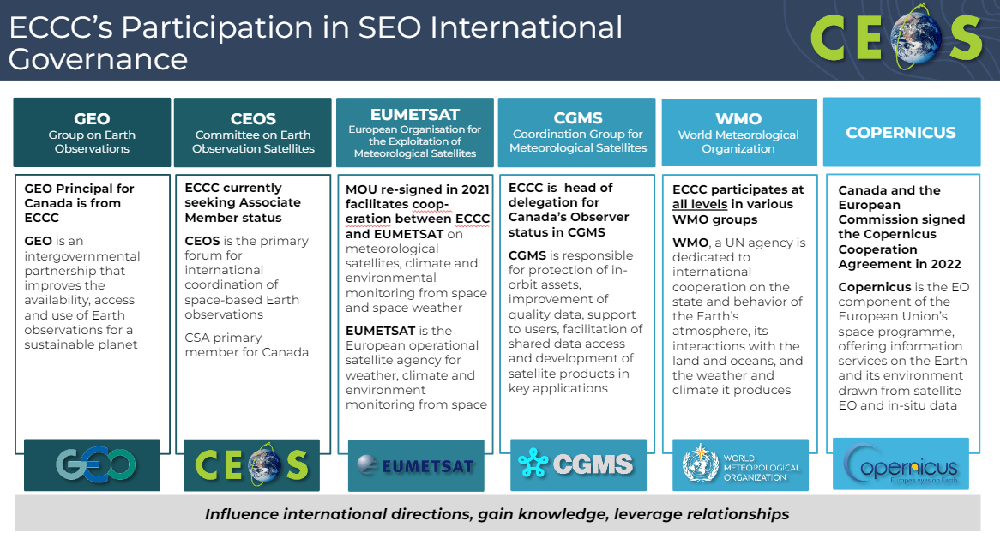 ECCC's Participation in SEO International
Governance
CEOS
GEO
Group on Earth
Observations
CEOS
Committee on Earth
Observation Satellites
EUMETSAT
European Organisation for
the Exploitation of
Meteorological Satellites
CGMS
Coordination Group for
Meteorological Satellites
WMO
World Meteorological
Organization
COPERNICUS
GEO Principal for
Canada is from
ECCC
GEO is an
intergovernmental
partnership that
improves the
availability, access
and use of Earth
observations for a
sustainable planet
ECCC currently
seeking Associate
Member status
CEOS is the primary
forum for
international
coordination of
space-based Earth
observations
CSA primary
member for Canada
MOU re-signed in 2021
facilitates coop-
eration between ECCC
and EUMETSAT on
meteorological
satellites, climate and
environmental
monitoring from space
and space weather
EUMETSAT is the
European operational
satellite agency for
weather, climate and
environment
monitoring from space
ECCC is  head of
delegation for
Canada's Observer
status in CGMS
CGMS is responsible
for protection of in-
orbit assets,
improvement of
quality data, support
to users, facilitation of
shared data access
and development of
satellite products in
key applications
ECCC participates at
all levels in various
WMO groups
WMO, a UN agency is
dedicated to
international
cooperation on the
state and behavior of
the Earth's
atmosphere, its
interactions with the
land and oceans, and
the weather and
climate it produces
Canada and the
European
Commission signed
the Copernicus
Cooperation
Agreement in 2022
Copernicus is the EO
component of the
European Union's
space programme,
offering information
services on the Earth
and its environment
drawn from satellite
EO and in-situ data
GEO
CEOS
EUMETSAT
CGMS
WORLD
METEOROLOGICAL
ORGANIZATION
Copernicus
Europe's eyes on Earth
Influence international directions, gain knowledge, leverage relationships